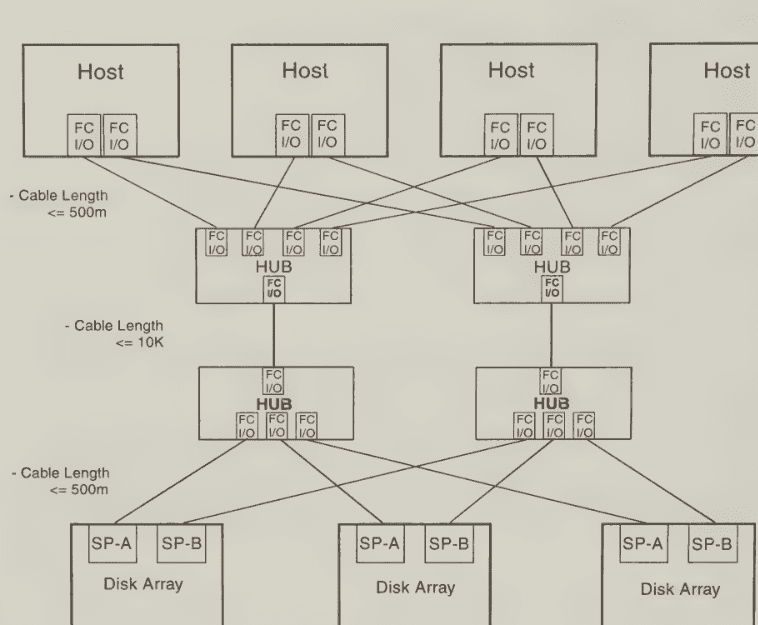 Host
Host
Host
Host
FC
I/O
FC
I/O
FC
I/O
FC
I/O
FC
I/O
FC
I/O
FC
I/O
FC
I/O
- Cable Length
<= 500m
FC
I/O
FC
I/O
FC
I/O
FC
I/O
HUB
FC
I/O
FC
I/O
FC
I/O
FC
I/O
FC
I/O
HUB
FC
I/O
- Cable Length
<= 10K
FC
I/O
HUB
FC
I/O
FC
I/O
FC
I/O
FC
I/O
HUB
FC
I/O
FC
I/O
FC
I/O
- Cable Length
<= 500m
SP-A
SP-B
Disk Array
SP-A
SP-B
Disk Array
SP-A
SP-B
Disk Array